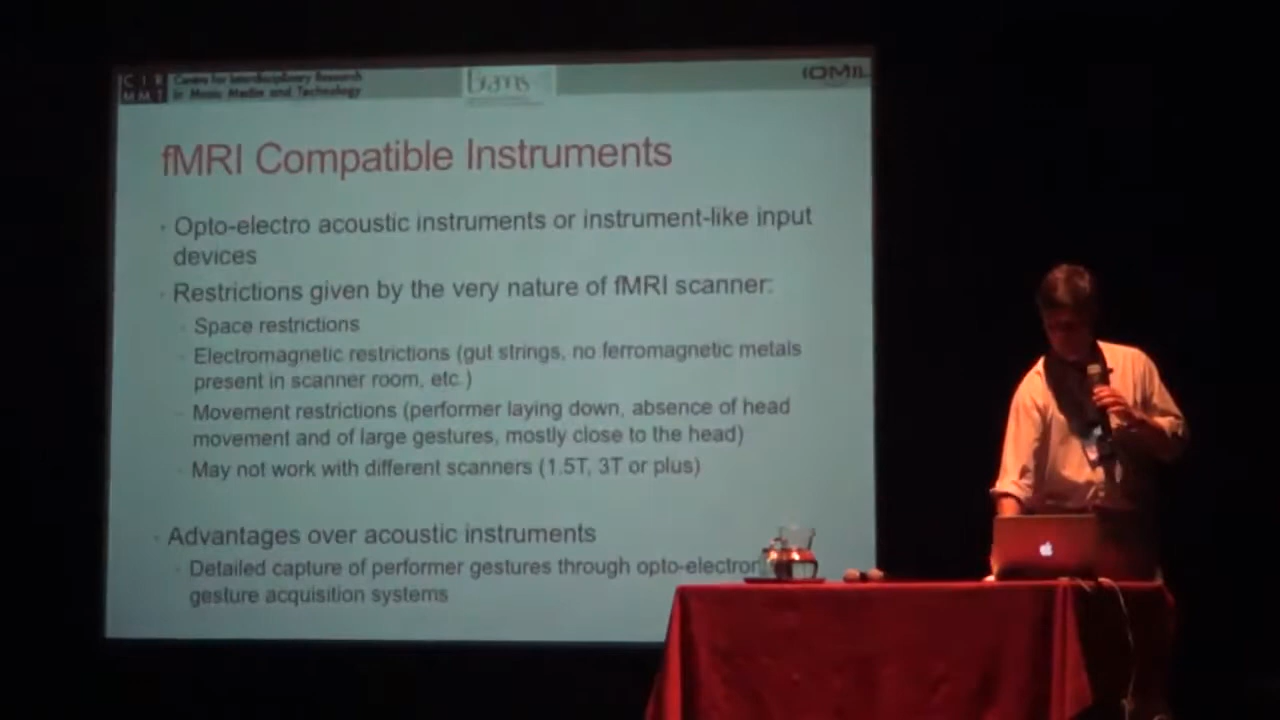 CIR
MMT
Centre for Interdisciplinary Research
in Music Media and Technology
brams
IDMIL
fMRI Compatible Instruments
Opto-electro acoustic instruments or instrument-like input
devices
Restrictions given by the very nature of fMRI scanner:
Space restrictions
Electromagnetic restrictions (gut strings, no ferromagnetic metals
present in scanner room, etc.)
Movement restrictions (performer laying down, absence of head
movement and of large gestures, mostly close to the head)
May not work with different scanners (1.5T, 3T or plus)
Advantages over acoustic instruments
Detailed capture of performer gestures through opto-electron
gesture acquisition systems